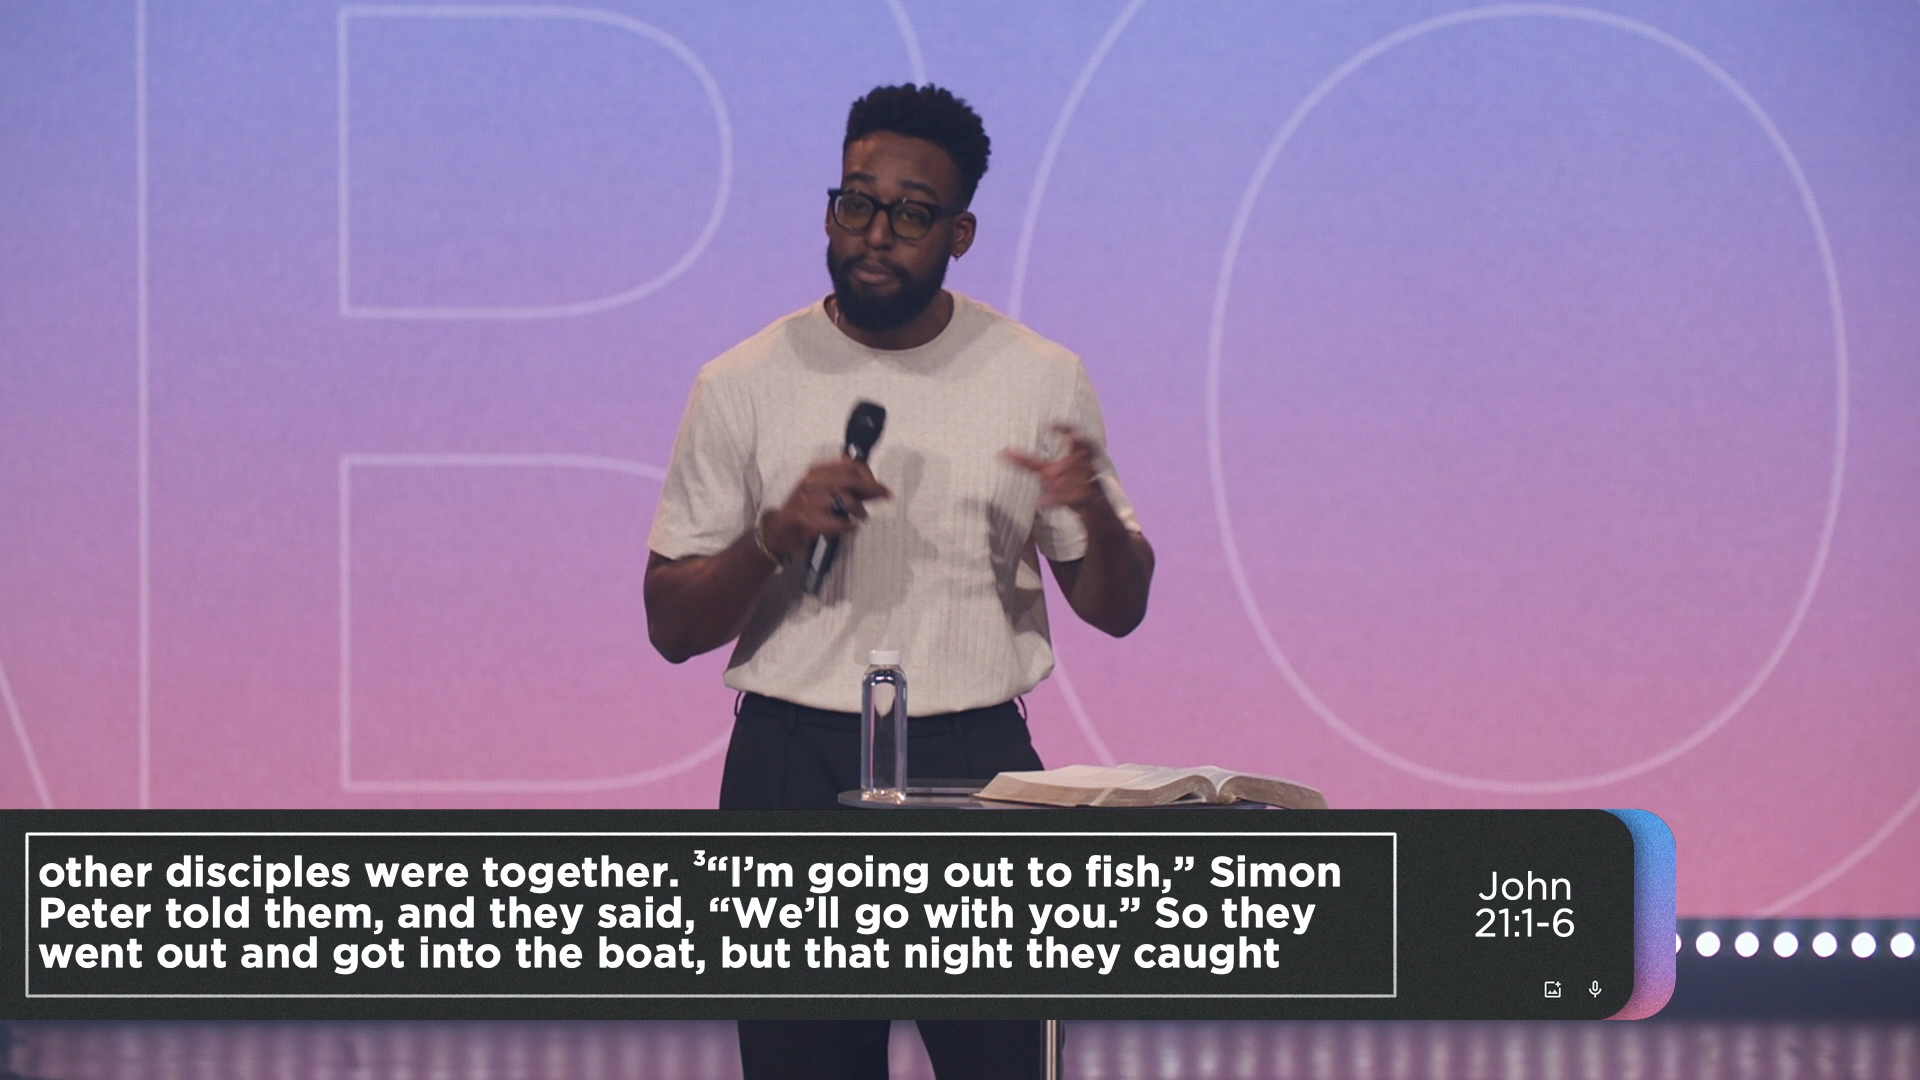 other disciples were together. ³“I’m going out to fish,” Simon
Peter told them, and they said, “We’ll go with you.” So they
went out and got into the boat, but that night they caught
John
21:1-6